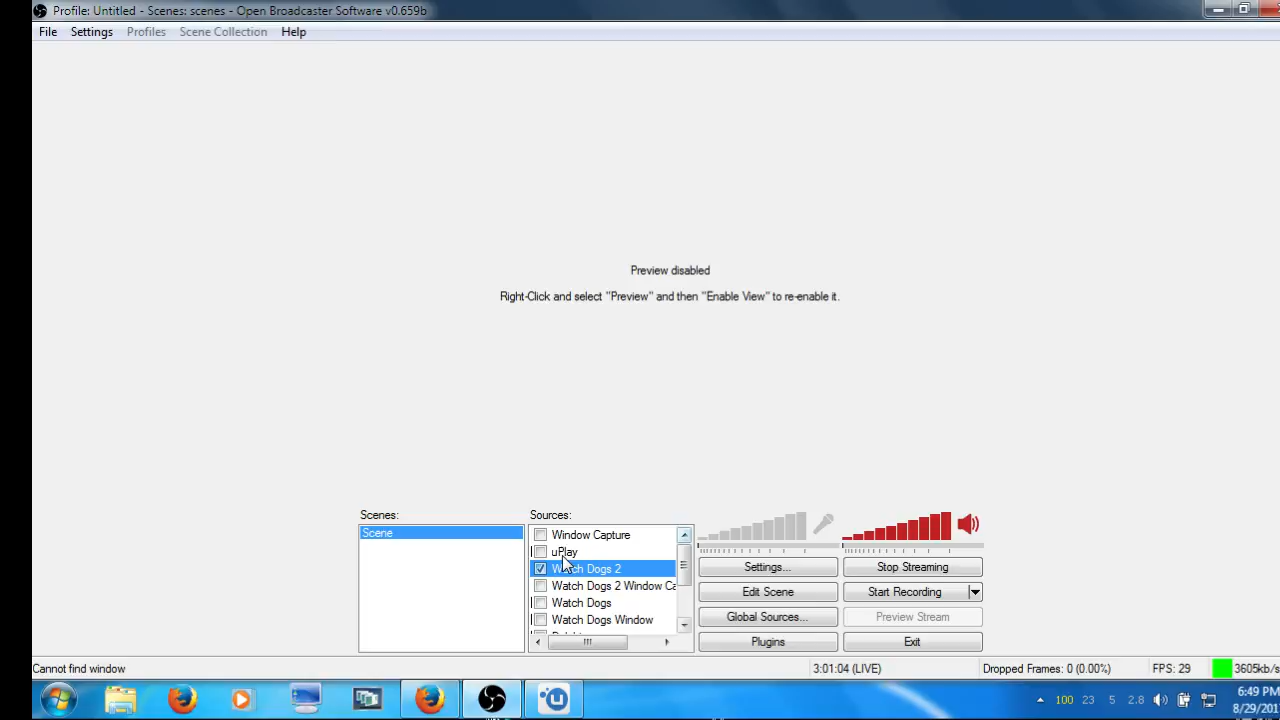 Profile: Untitled - Scenes: scenes - Open Broadcaster Software v0.659b
File Settings Profiles Scene Collection Help
Preview disabled
Right-Click and select "Preview" and then "Enable View" to re-enable it.
Scenes:
Scene
Sources:
Window Capture
uPlay
Watch Dogs 2
Watch Dogs 2 Window Ca
Watch Dogs
Watch Dogs Window
Settings...
Edit Scene
Global Sources...
Plugins
Stop Streaming
Start Recording
Preview Stream
Exit
Cannot find window
3:01:04 (LIVE)
Dropped Frames: 0 (0.00%)
FPS: 29
3605kb/s
100 23 5 2.8
6:49 PM
8/29/201